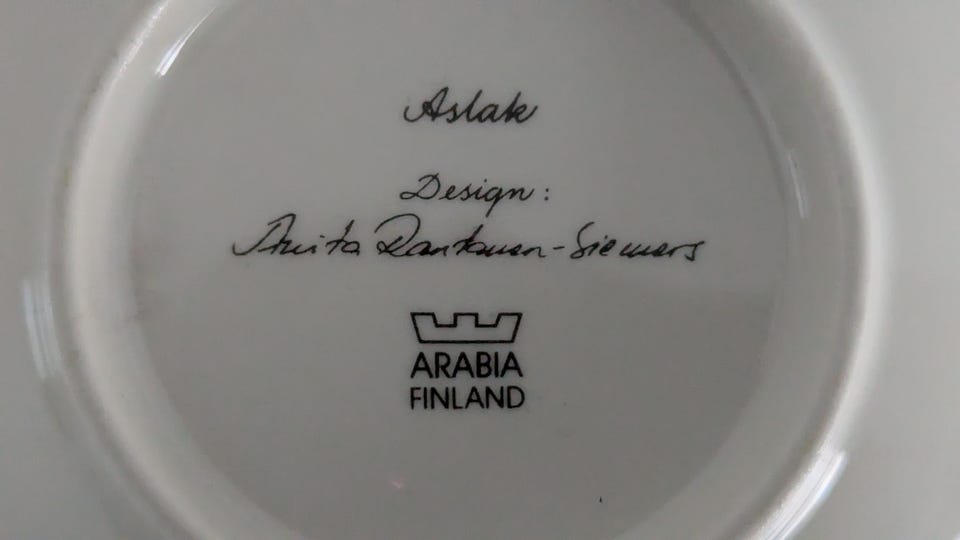 Aslak
Design:
Anita Rantanen-Siemers
ARABIA
FINLAND